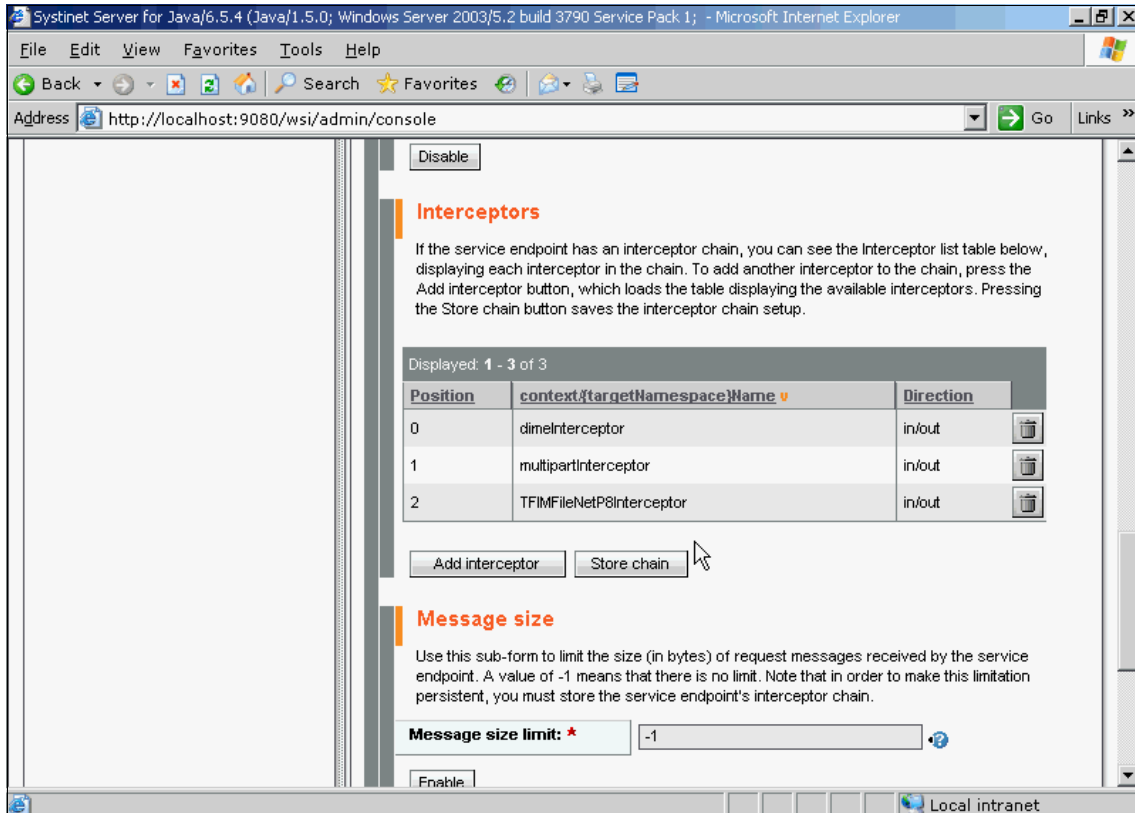 Systinet Server for Java/6.5.4 (Java/1.5.0; Windows Server 2003/5.2 build 3790 Service Pack 1; - Microsoft Internet Explorer
File Edit View Favorites Tools Help
Back Search Favorites
Address http://localhost:9080/wsi/admin/console Go Links »
Disable
Interceptors
If the service endpoint has an interceptor chain, you can see the Interceptor list table below,
displaying each interceptor in the chain. To add another interceptor to the chain, press the
Add interceptor button, which loads the table displaying the available interceptors. Pressing
the Store chain button saves the interceptor chain setup.
Displayed: 1 - 3 of 3
Position context/{targetNamespace}Name Direction
0 dimeInterceptor in/out
1 multipartInterceptor in/out
2 TFIMFileNetP8Interceptor in/out
Add interceptor Store chain
Message size
Use this sub-form to limit the size (in bytes) of request messages received by the service
endpoint. A value of -1 means that there is no limit. Note that in order to make this limitation
persistent, you must store the service endpoint's interceptor chain.
Message size limit: * -1
Enable
Local intranet